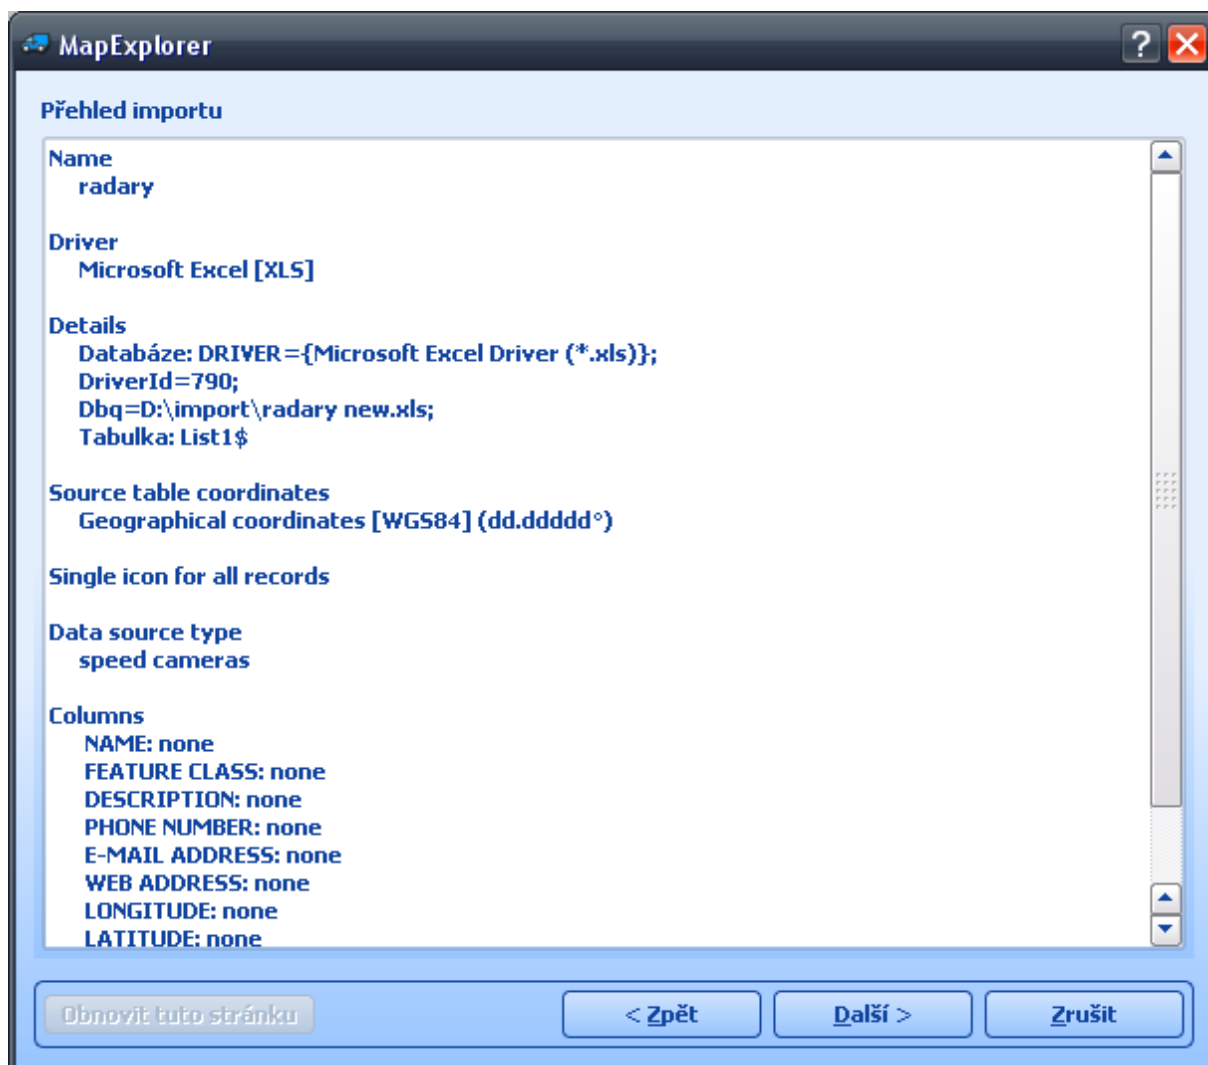 MapExplorer
?
Přehled importu
Name
radary
Driver
Microsoft Excel [XLS]
Details
Databáze: DRIVER={Microsoft Excel Driver (*.xls)};
DriverId=790;
Dbq=D:\import\radary new.xls;
Tabulka: List1$
Source table coordinates
Geographical coordinates [WGS84] (dd.ddddd°)
Single icon for all records
Data source type
speed cameras
Columns
NAME: none
FEATURE CLASS: none
DESCRIPTION: none
PHONE NUMBER: none
E-MAIL ADDRESS: none
WEB ADDRESS: none
LONGITUDE: none
LATITUDE: none
Obnovit tuto stránku
< Zpět
Další >
Zrušit